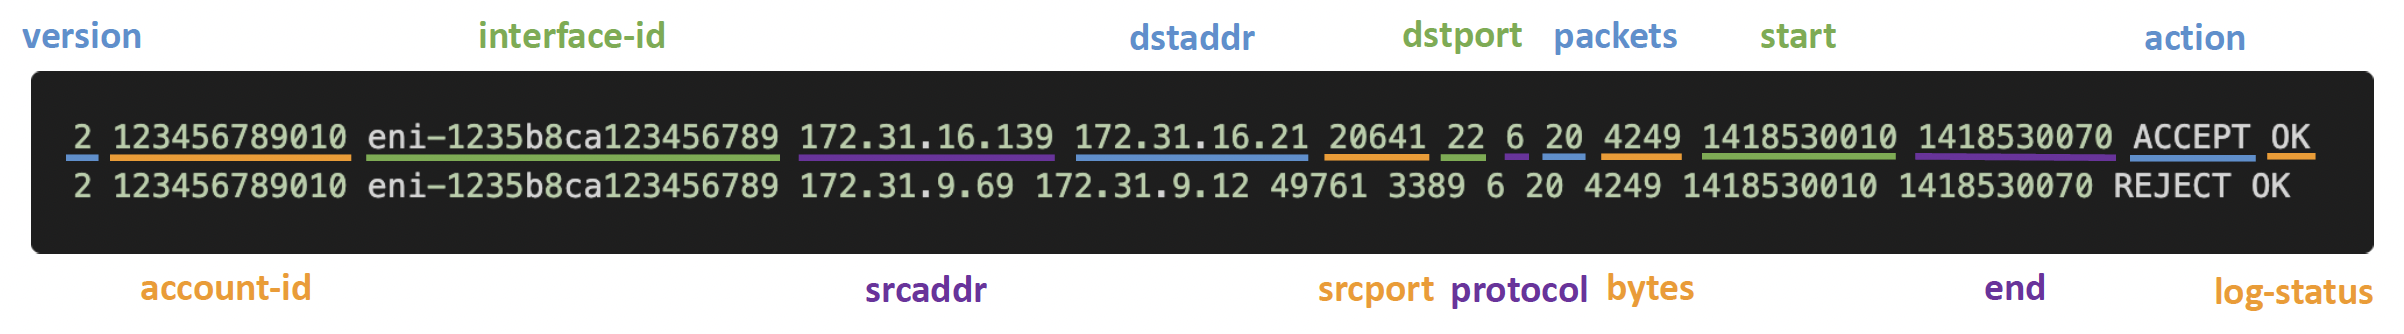 version interface-id dstaddr dstport packets start action
2 123456789010 eni-1235b8ca123456789 172.31.16.139 172.31.16.21 20641 22 6 20 4249 1418530010 1418530070 ACCEPT OK
2 123456789010 eni-1235b8ca123456789 172.31.9.69 172.31.9.12 49761 3389 6 20 4249 1418530010 1418530070 REJECT OK
account-id srcaddr srcport protocol bytes end log-status